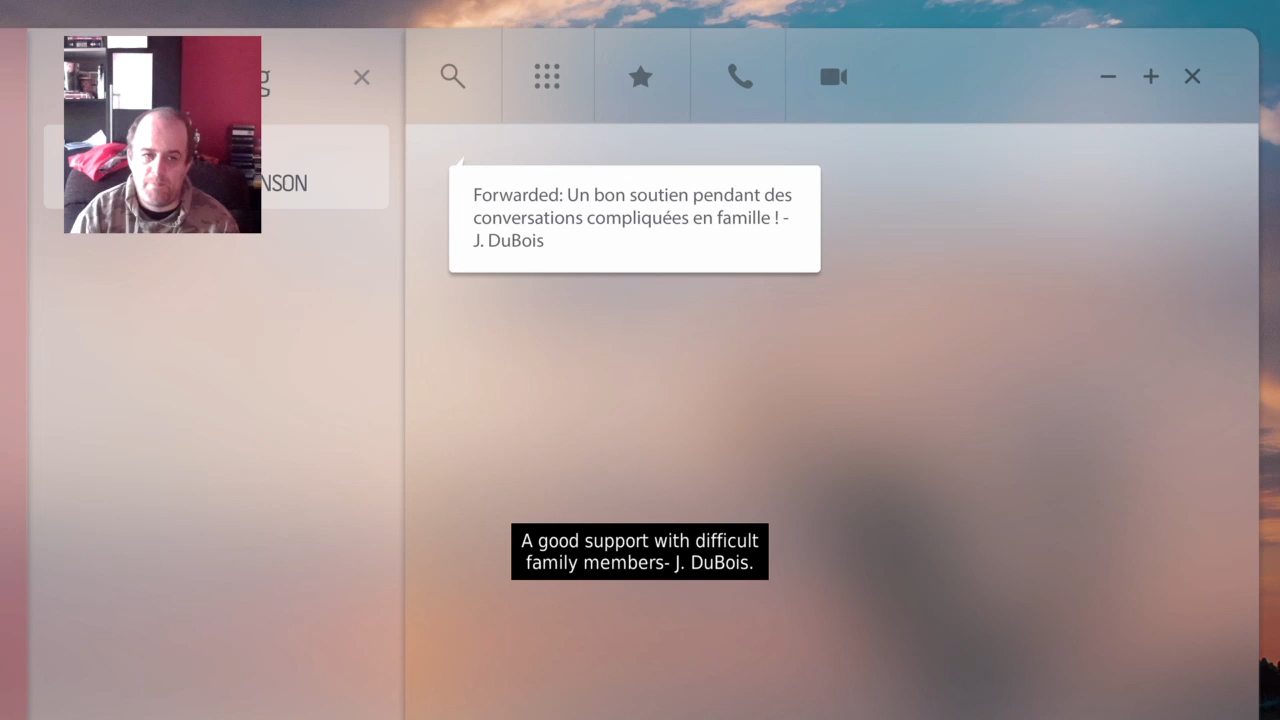 g
NSON
Forwarded: Un bon soutien pendant des
conversations compliquées en famille ! -
J. DuBois
A good support with difficult
family members- J. DuBois.